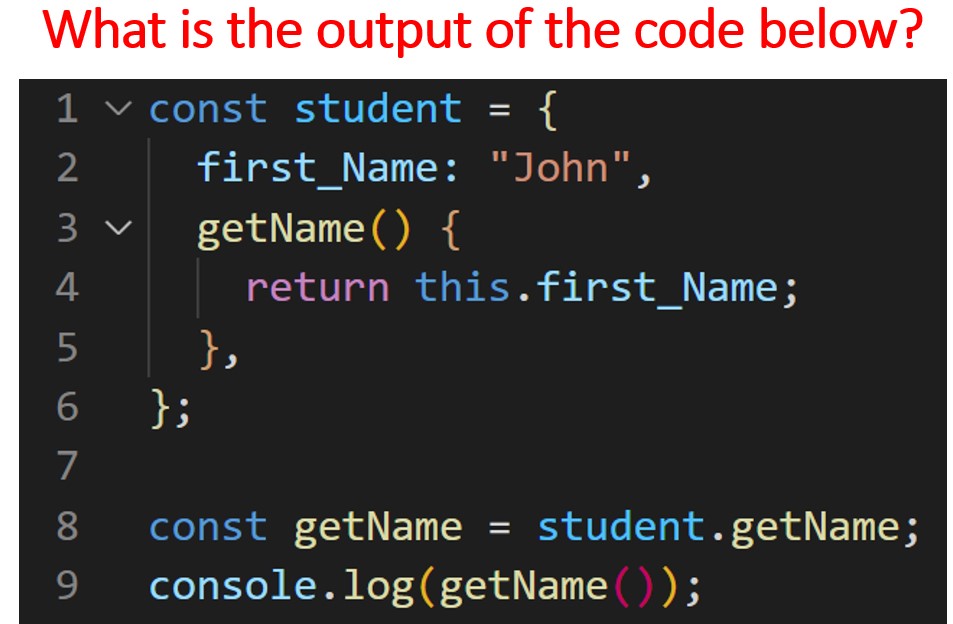 What is the output of the code below?
1 const student = {
2 first_Name: "John",
3 getName() {
4 return this.first_Name;
5 },
6 };
7
8 const getName = student.getName;
9 console.log(getName());